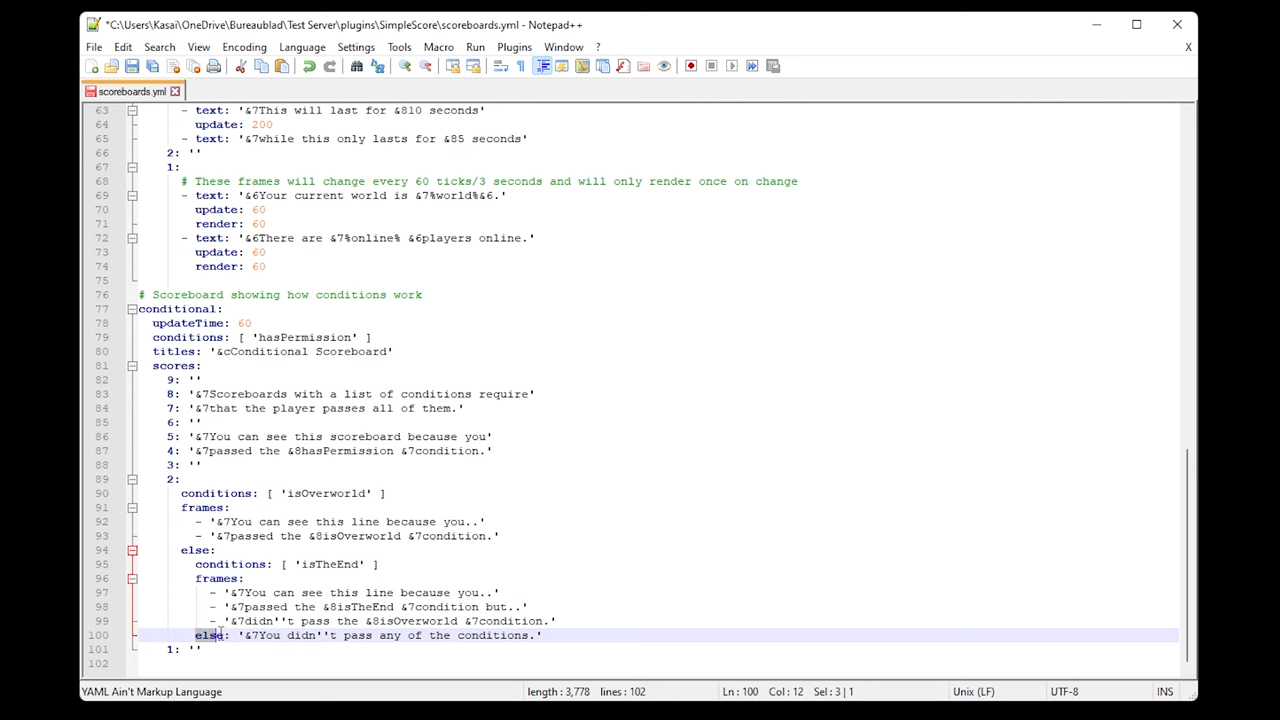 *C:\Users\Kasai\OneDrive\Bureaublad\Test Server\plugins\SimpleScore\scoreboards.yml - Notepad++
File Edit Search View Encoding Language Settings Tools Macro Run Plugins Window ? X
scoreboards.yml
63 - text: '&7This will last for &810 seconds'
64 update: 200
65 - text: '&7while this only lasts for &85 seconds'
66 2: ''
67 1:
68 # These frames will change every 60 ticks/3 seconds and will only render once on change
69 - text: '&6Your current world is &7%world%&6.'
70 update: 60
71 render: 60
72 - text: '&6There are &7%online% &6players online.'
73 update: 60
74 render: 60
75
76 # Scoreboard showing how conditions work
77 conditional:
78 updateTime: 60
79 conditions: [ 'hasPermission' ]
80 titles: '&cConditional Scoreboard'
81 scores:
82 9: ''
83 8: '&7Scoreboards with a list of conditions require'
84 7: '&7that the player passes all of them.'
85 6: ''
86 5: '&7You can see this scoreboard because you'
87 4: '&7passed the &8hasPermission &7condition.'
88 3: ''
89 2:
90 conditions: [ 'isOverworld' ]
91 frames:
92 - '&7You can see this line because you..'
93 - '&7passed the &8isOverworld &7condition.'
94 else:
95 conditions: [ 'isTheEnd' ]
96 frames:
97 - '&7You can see this line because you..'
98 - '&7passed the &8isTheEnd &7condition but..'
99 - '&7didn''t pass the &8isOverworld &7condition.'
100 else: '&7You didn''t pass any of the conditions.'
101 1: ''
102
YAML Ain't Markup Language length : 3,778 lines : 102 Ln : 100 Col : 12 Sel : 3 | 1 Unix (LF) UTF-8 INS